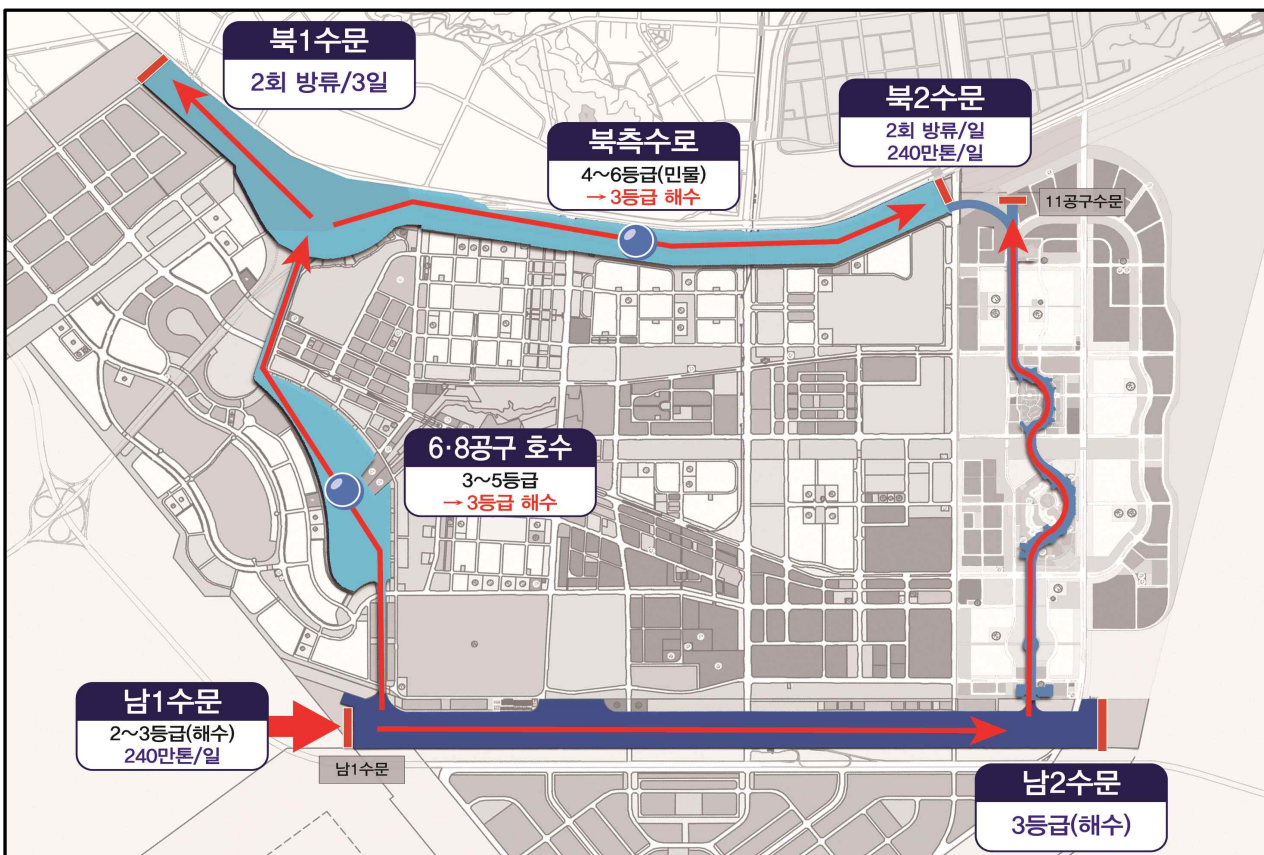 북1수문
2회 방류/3일
북2수문
2회 방류/일
240만톤/일
북측수로
4~6등급(민물)
→ 3등급 해수
11공구수문
6·8공구 호수
3~5등급
→ 3등급 해수
남1수문
2~3등급(해수)
240만톤/일
남1수문
남2수문
3등급(해수)